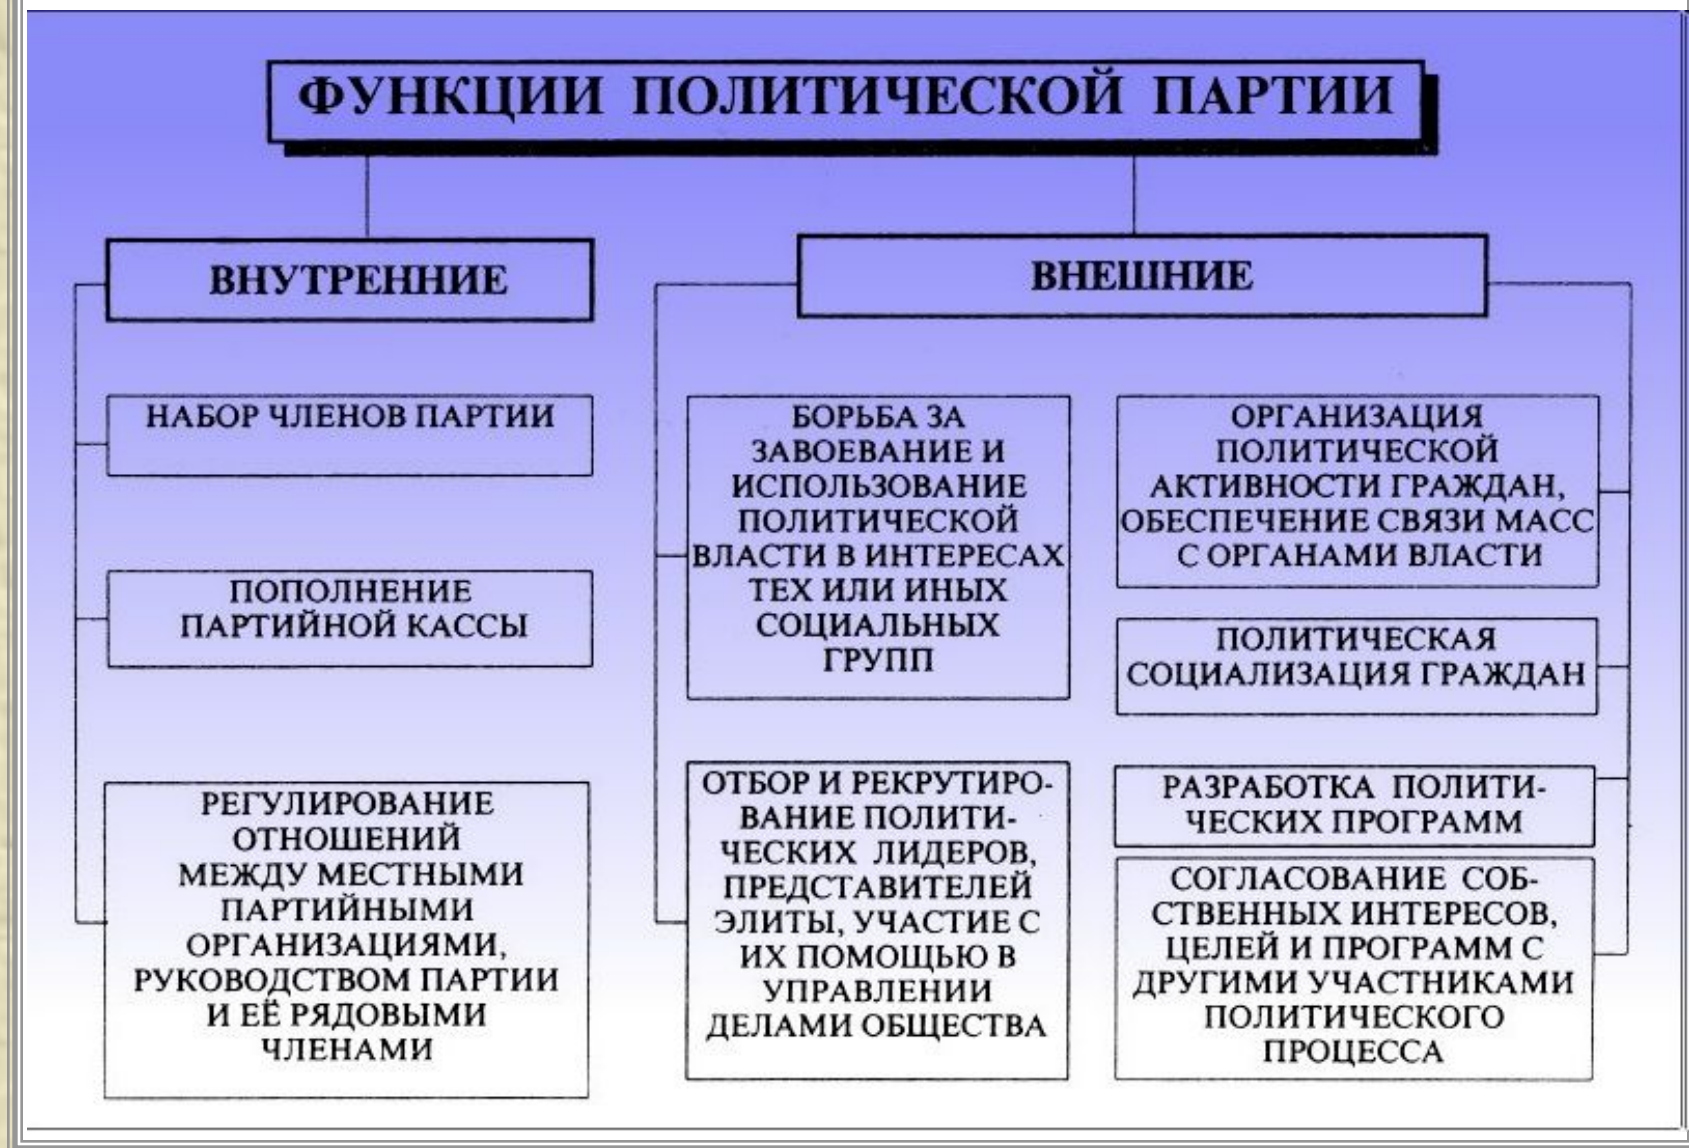 ФУНКЦИИ ПОЛИТИЧЕСКОЙ ПАРТИИ
ВНУТРЕННИЕ
НАБОР ЧЛЕНОВ ПАРТИИ
ПОПОЛНЕНИЕ
ПАРТИЙНОЙ КАССЫ
РЕГУЛИРОВАНИЕ
ОТНОШЕНИЙ
МЕЖДУ МЕСТНЫМИ
ПАРТИЙНЫМИ
ОРГАНИЗАЦИЯМИ,
РУКОВОДСТВОМ ПАРТИИ
И ЕЁ РЯДОВЫМИ
ЧЛЕНАМИ
ВНЕШНИЕ
БОРЬБА ЗА
ЗАВОЕВАНИЕ И
ИСПОЛЬЗОВАНИЕ
ПОЛИТИЧЕСКОЙ
ВЛАСТИ В ИНТЕРЕСАХ
ТЕХ ИЛИ ИНЫХ
СОЦИАЛЬНЫХ
ГРУПП
ОТБОР И РЕКРУТИРО-
ВАНИЕ ПОЛИТИ-
ЧЕСКИХ ЛИДЕРОВ,
ПРЕДСТАВИТЕЛЕЙ
ЭЛИТЫ, УЧАСТИЕ С
ИХ ПОМОЩЬЮ В
УПРАВЛЕНИИ
ДЕЛАМИ ОБЩЕСТВА
ОРГАНИЗАЦИЯ
ПОЛИТИЧЕСКОЙ
АКТИВНОСТИ ГРАЖДАН,
ОБЕСПЕЧЕНИЕ СВЯЗИ МАСС
С ОРГАНАМИ ВЛАСТИ
ПОЛИТИЧЕСКАЯ
СОЦИАЛИЗАЦИЯ ГРАЖДАН
РАЗРАБОТКА ПОЛИТИ-
ЧЕСКИХ ПРОГРАММ
СОГЛАСОВАНИЕ СОБ-
СТВЕННЫХ ИНТЕРЕСОВ,
ЦЕЛЕЙ И ПРОГРАММ С
ДРУГИМИ УЧАСТНИКАМИ
ПОЛИТИЧЕСКОГО
ПРОЦЕССА